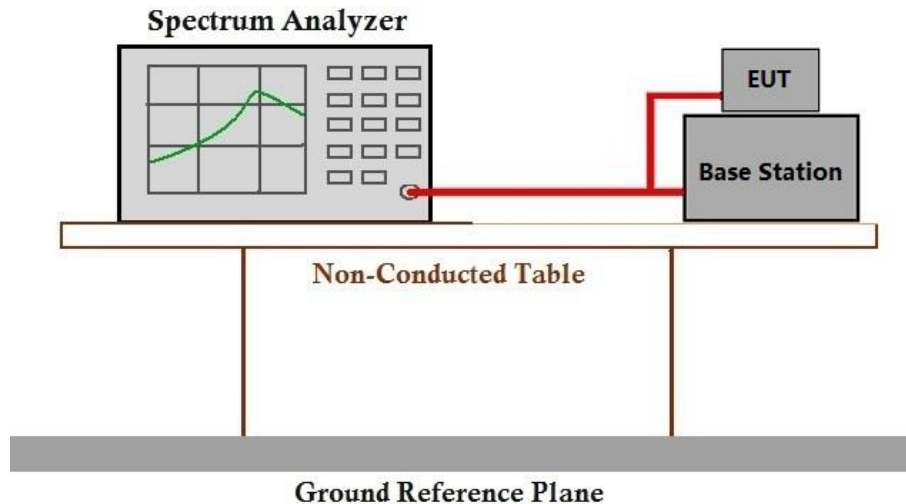 Spectrum Analyzer
EUT
Base Station
Non-Conducted Table
Ground Reference Plane